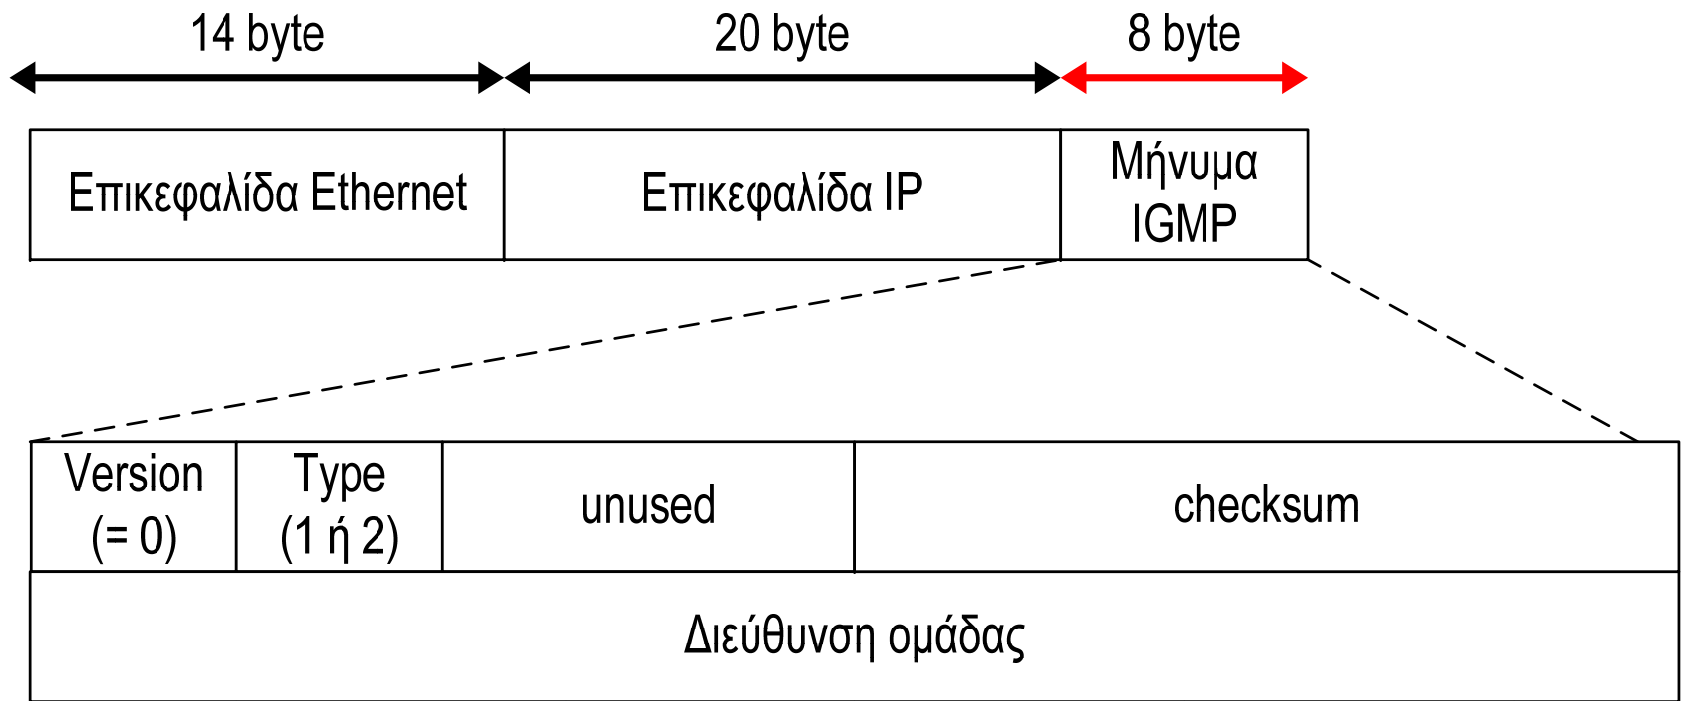 14 byte
20 byte
8 byte
Επικεφαλίδα Ethernet
Επικεφαλίδα IP
Μήνυμα
IGMP
Version
(= 0)
Type
(1 ή 2)
unused
checksum
Διεύθυνση ομάδας